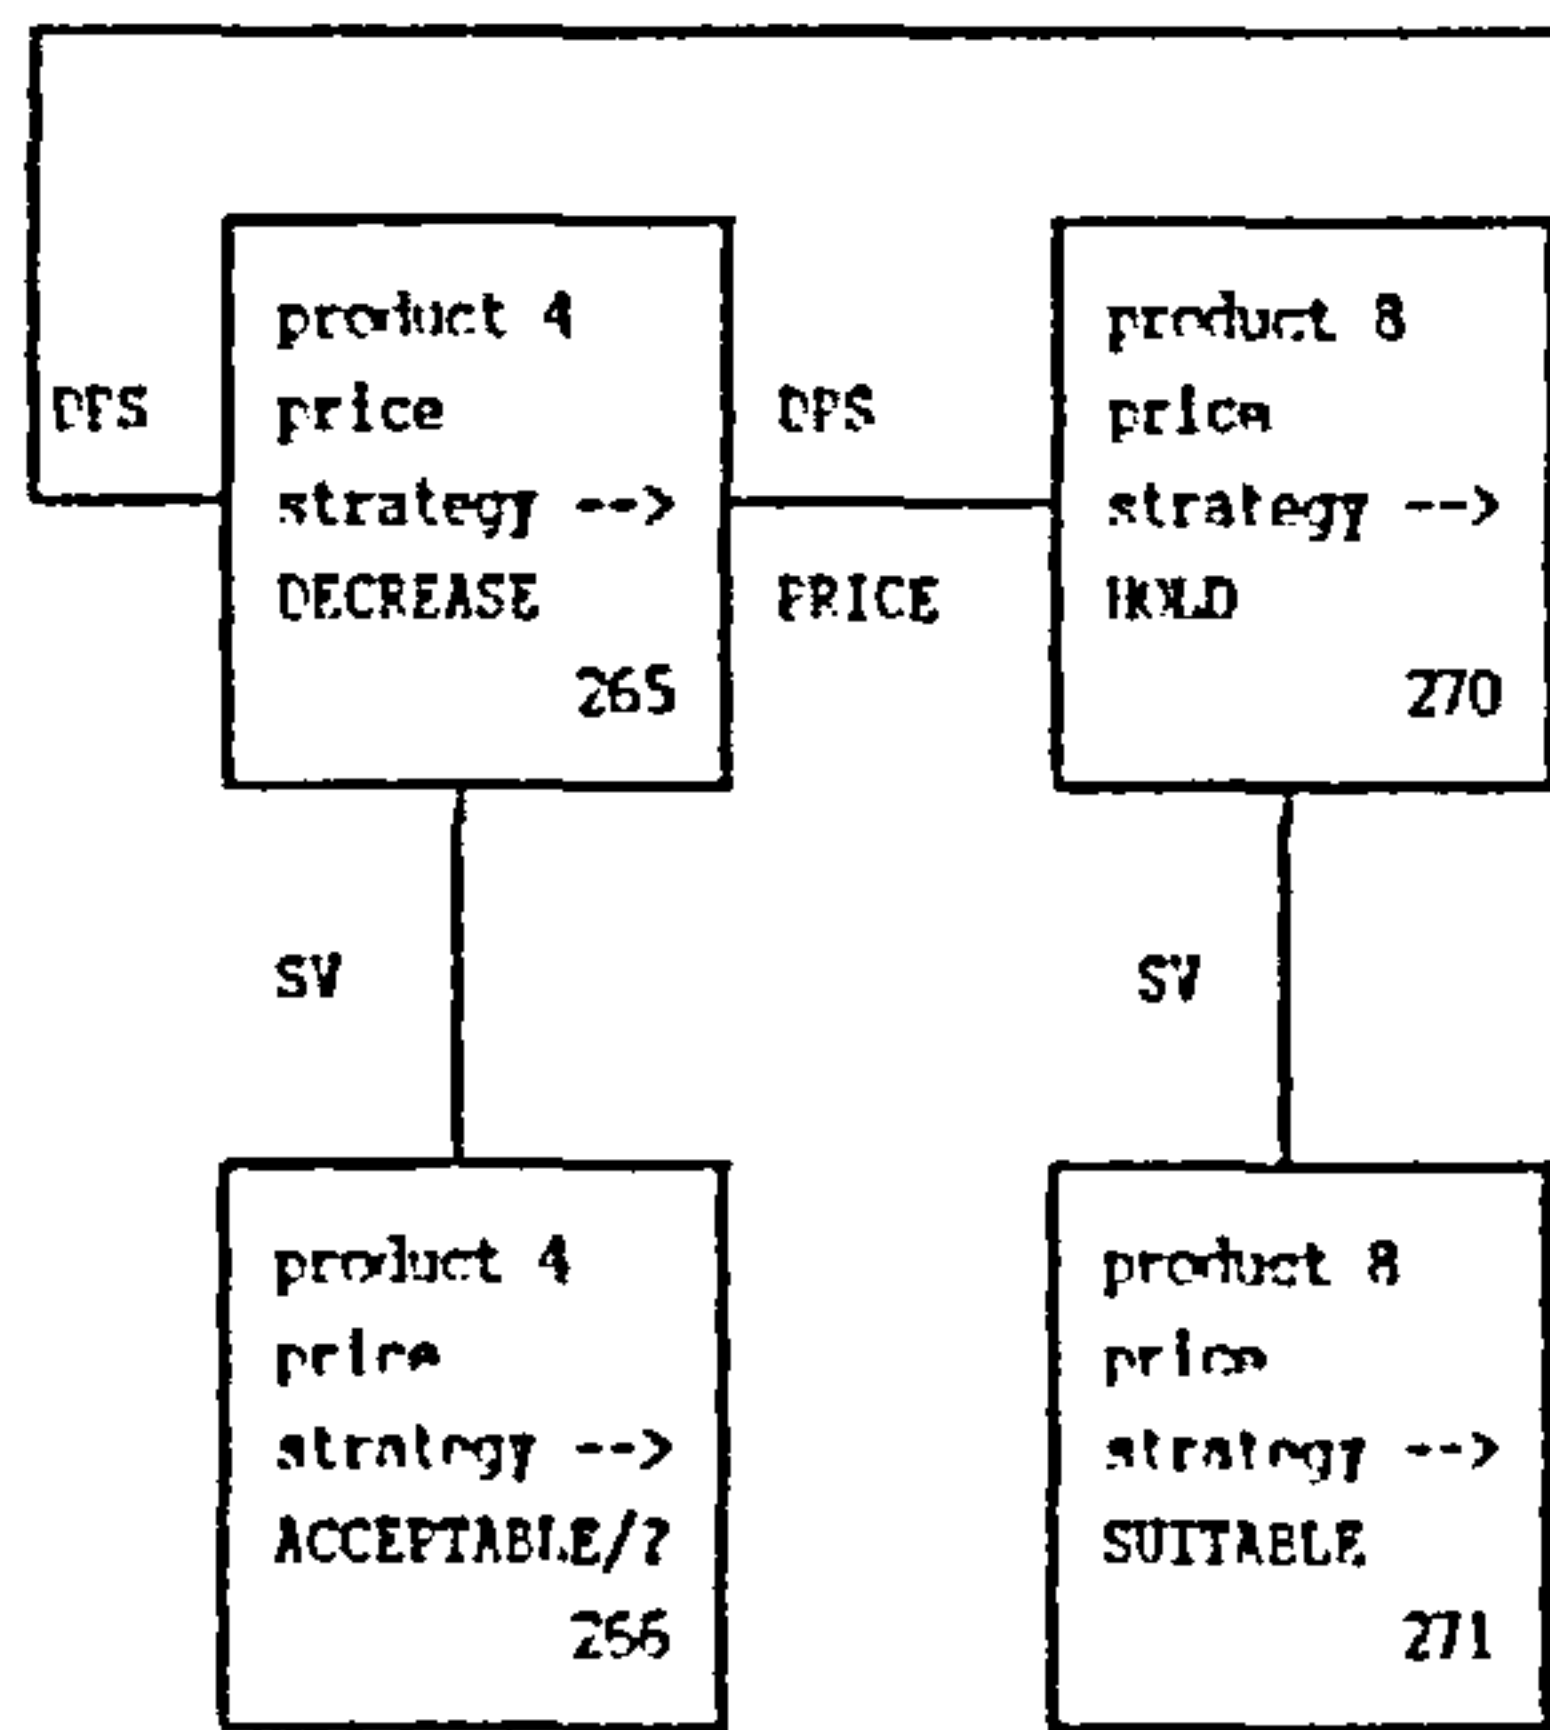 DPS
product 4
price
strategy -->
DECREASE
265
DPS
PRICE
product 8
price
strategy -->
HOLD
270
SV
SV
product 4
price
strategy -->
ACCEPTABLE/?
266
product 8
price
strategy -->
SUITABLE
271